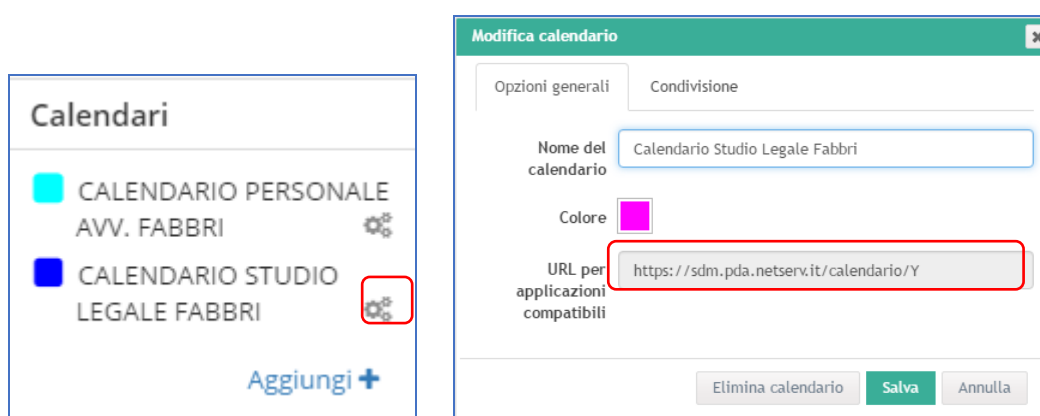 Calendari
CALENDARIO PERSONALE
AVV. FABBRI
CALENDARIO STUDIO
LEGALE FABBRI
Aggiungi +
Modifica calendario
Opzioni generali Condivisione
Nome del
calendario
Calendario Studio Legale Fabbri
Colore
URL per
applicazioni
compatibili
https://sdm.pda.netserv.it/calendario/Y
Elimina calendario Salva Annulla